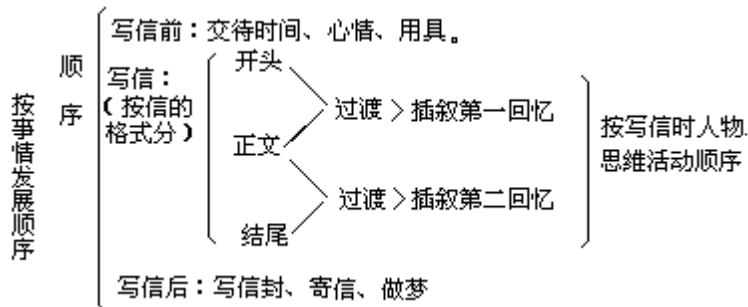 按事情发展顺序
顺序
写信前：交待时间、心情、用具。
写信：
（按信的
格式分）
开头
过渡＞插叙第一回忆
正文
过渡＞插叙第二回忆
结尾
按写信时人物
思维活动顺序
写信后：写信封、寄信、做梦